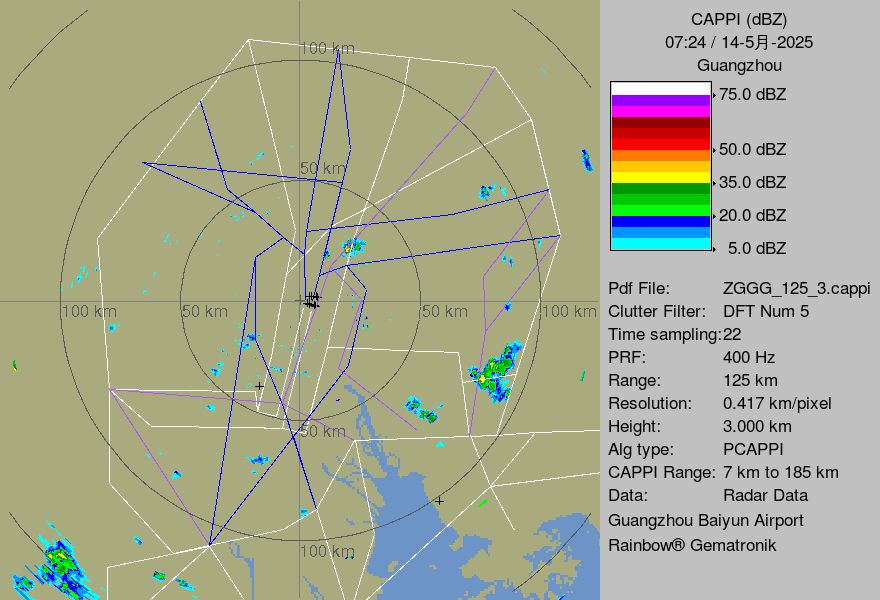 CAPPI (dBZ)
07:24 / 14-5月-2025
Guangzhou
75.0 dBZ
50.0 dBZ
35.0 dBZ
20.0 dBZ
5.0 dBZ
Pdf File: ZGGG_125_3.cappi
Clutter Filter: DFT Num 5
Time sampling:22
PRF: 400 Hz
Range: 125 km
Resolution: 0.417 km/pixel
Height: 3.000 km
Alg type: PCAPPI
CAPPI Range: 7 km to 185 km
Data: Radar Data
Guangzhou Baiyun Airport
Rainbow® Gematronik
100 km
50 km
100 km
50 km
50 km
100 km
50 km
100 km